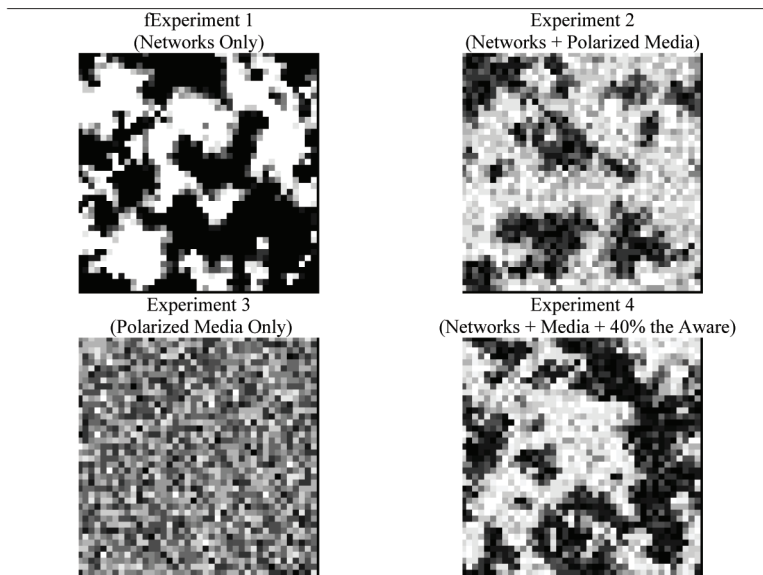 fExperiment 1
(Networks Only)
Experiment 2
(Networks + Polarized Media)
Experiment 3
(Polarized Media Only)
Experiment 4
(Networks + Media + 40% the Aware)